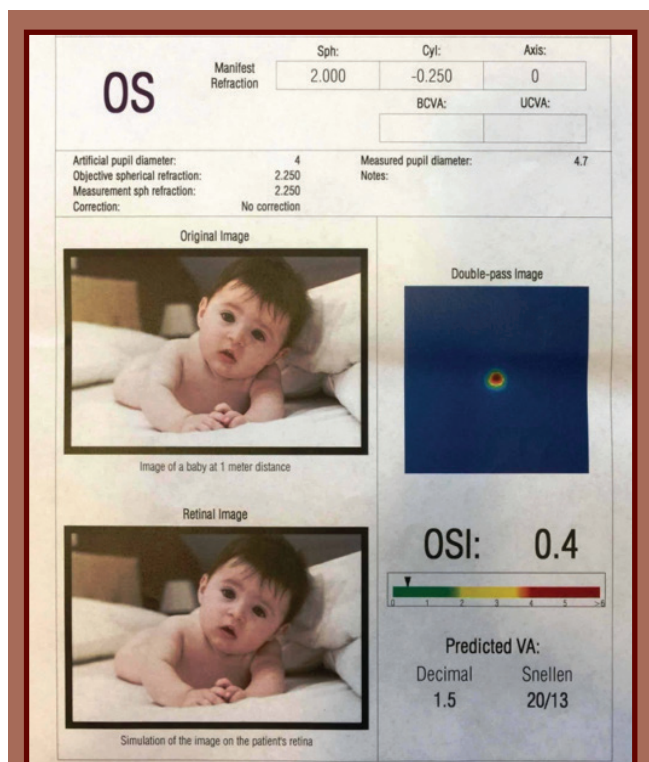 Sph: Cyl: Axis:
OS
Manifest
Refraction
2.000 -0.250 0
BCVA: UCVA:
Artificial pupil diameter: 4
Objective spherical refraction: 2.250
Measurement sph refraction: 2.250
Correction: No correction
Measured pupil diameter: 4.7
Notes:
Original Image
Image of a baby at 1 meter distance
Retinal Image
Simulation of the image on the patient's retina
Double-pass Image
OSI: 0.4
0 1 2 3 4 5 >6
Predicted VA:
Decimal Snellen
1.5 20/13